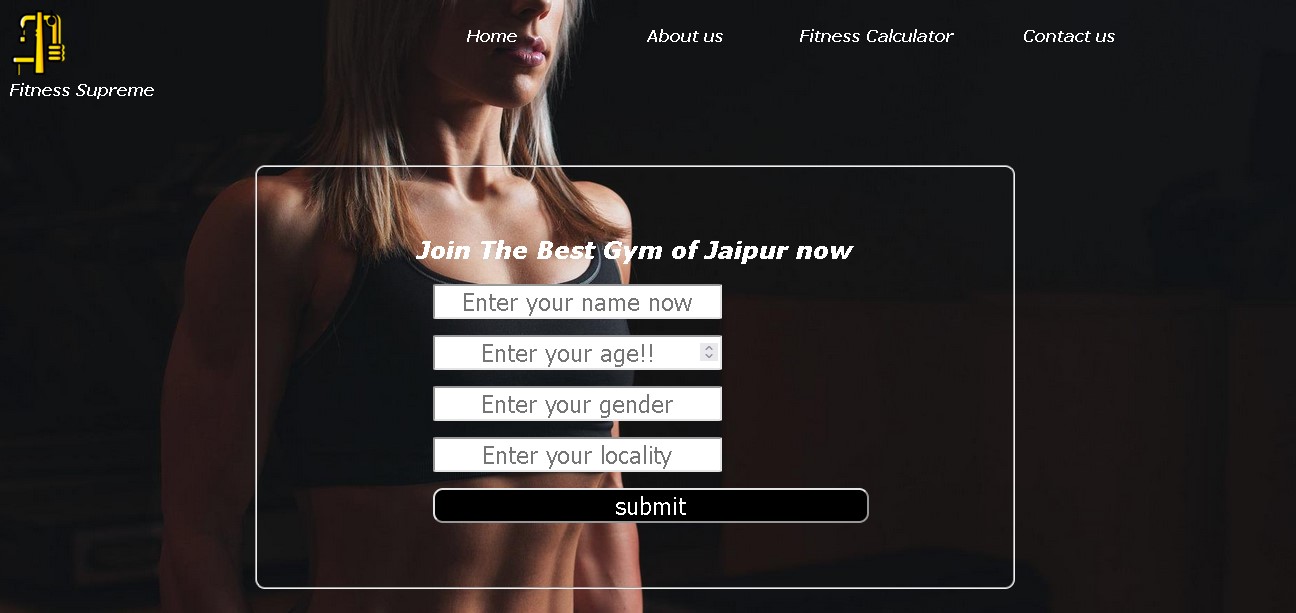 Home About us Fitness Calculator Contact us
Fitness Supreme
Join The Best Gym of Jaipur now
Enter your name now
Enter your age!!
Enter your gender
Enter your locality
submit